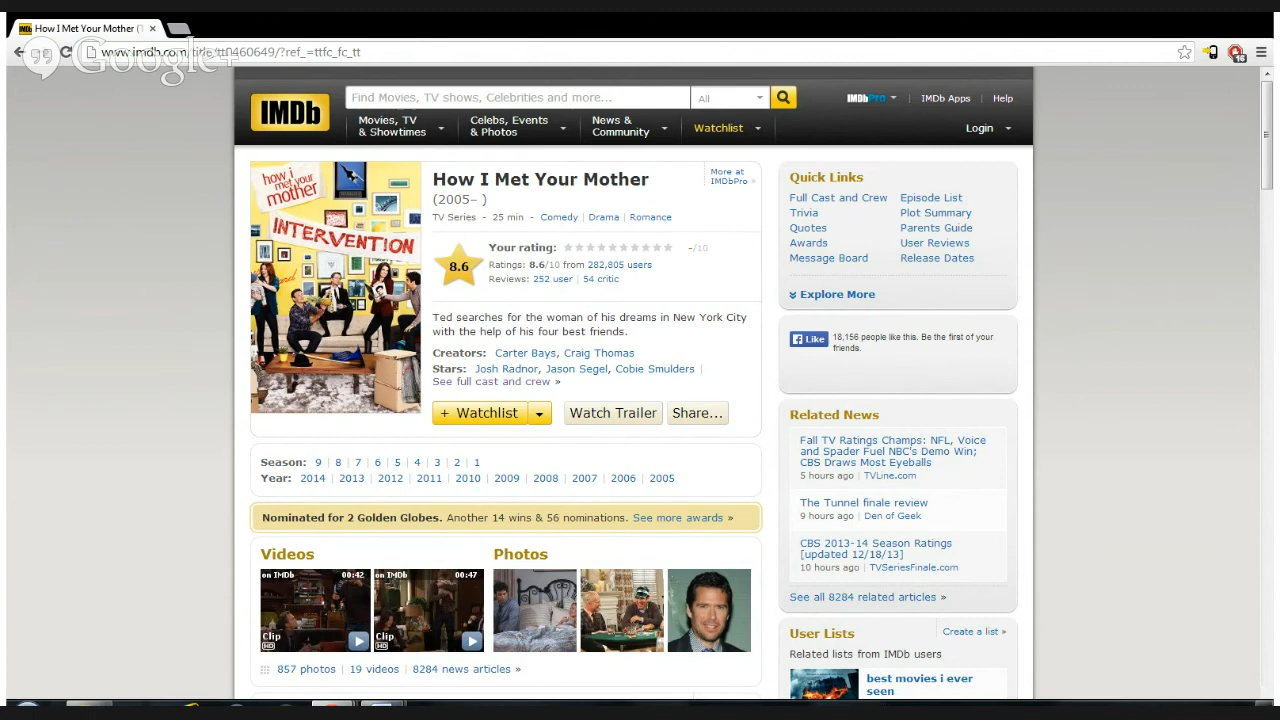 How I Met Your Mother (
www.imdb.com/title/tt0460649/?ref_=ttfc_fc_tt
Google+
16
IMDb
Find Movies, TV shows, Celebrities and more...
All
IMDbPro
IMDb Apps
Help
Movies, TV
& Showtimes
Celebs, Events
& Photos
News &
Community
Watchlist
Login
how i
met your
mother
INTERVENTION
How I Met Your Mother
(2005– )
More at
IMDbPro »
TV Series - 25 min - Comedy | Drama | Romance
8.6
Your rating: -/10
Ratings: 8.6/10 from 282,805 users
Reviews: 252 user | 54 critic
Ted searches for the woman of his dreams in New York City
with the help of his four best friends.
Creators: Carter Bays, Craig Thomas
Stars: Josh Radnor, Jason Segel, Cobie Smulders |
See full cast and crew »
+ Watchlist
Watch Trailer
Share...
Season: 9 | 8 | 7 | 6 | 5 | 4 | 3 | 2 | 1
Year: 2014 | 2013 | 2012 | 2011 | 2010 | 2009 | 2008 | 2007 | 2006 | 2005
Nominated for 2 Golden Globes. Another 14 wins & 56 nominations. See more awards »
Videos
on IMDb 00:42
Clip
HD
on IMDb 00:47
Clip
HD
Photos
857 photos | 19 videos | 8284 news articles »
Quick Links
Full Cast and Crew
Trivia
Quotes
Awards
Message Board
Episode List
Plot Summary
Parents Guide
User Reviews
Release Dates
Explore More
Like
18,156 people like this. Be the first of your
friends.
Related News
Fall TV Ratings Champs: NFL, Voice
and Spader Fuel NBC's Demo Win;
CBS Draws Most Eyeballs
5 hours ago | TVLine.com
The Tunnel finale review
9 hours ago | Den of Geek
CBS 2013-14 Season Ratings
[updated 12/18/13]
10 hours ago | TVSeriesFinale.com
See all 8284 related articles »
User Lists
Create a list »
Related lists from IMDb users
best movies i ever
seen